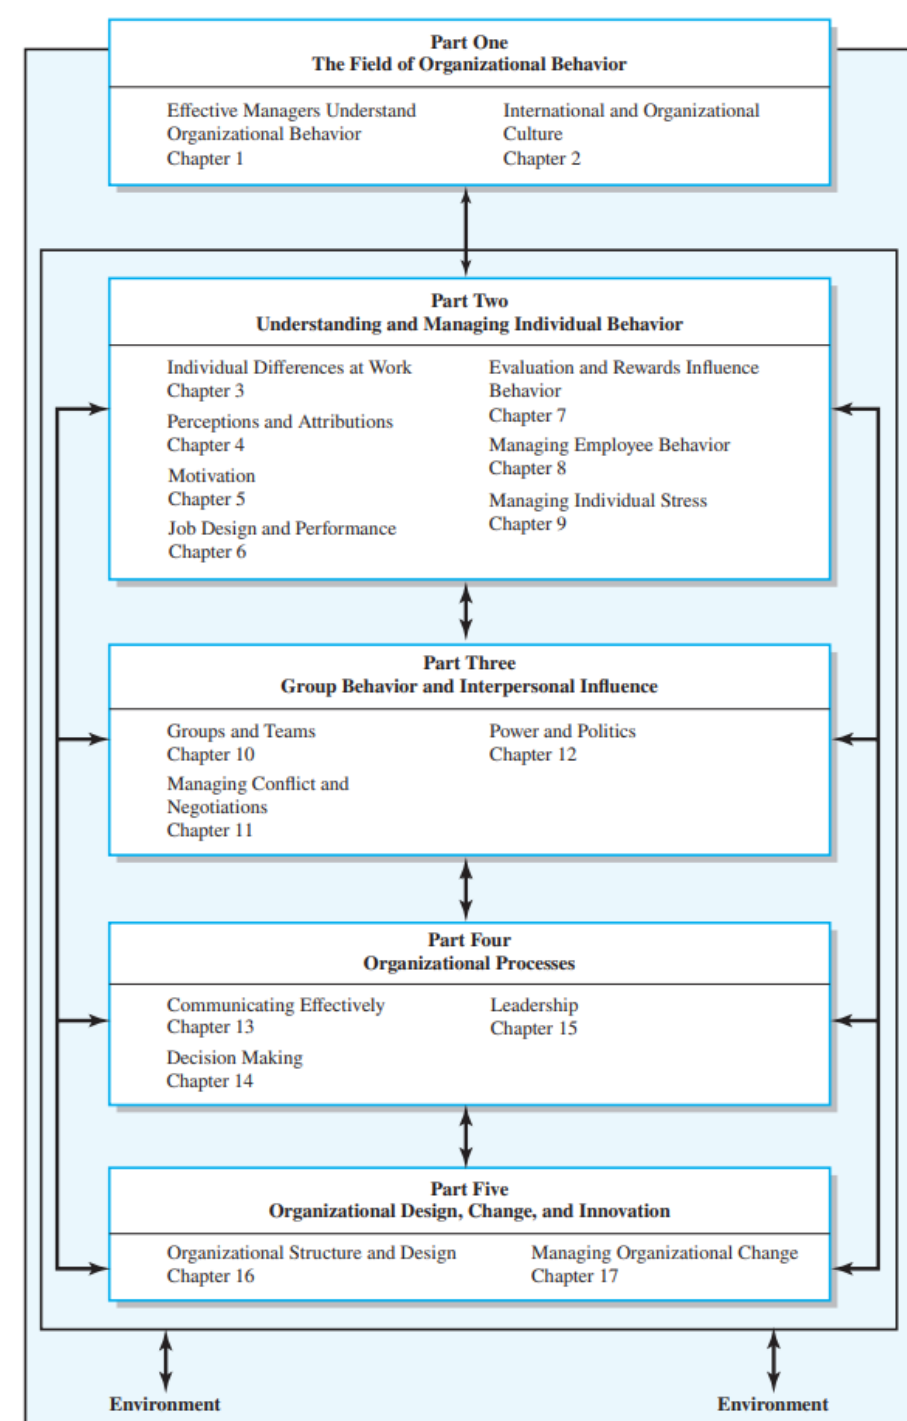 Part One
The Field of Organizational Behavior
Effective Managers Understand
Organizational Behavior
Chapter 1
International and Organizational
Culture
Chapter 2
Part Two
Understanding and Managing Individual Behavior
Individual Differences at Work
Chapter 3
Perceptions and Attributions
Chapter 4
Motivation
Chapter 5
Job Design and Performance
Chapter 6
Evaluation and Rewards Influence
Behavior
Chapter 7
Managing Employee Behavior
Chapter 8
Managing Individual Stress
Chapter 9
Part Three
Group Behavior and Interpersonal Influence
Groups and Teams
Chapter 10
Managing Conflict and
Negotiations
Chapter 11
Power and Politics
Chapter 12
Part Four
Organizational Processes
Communicating Effectively
Chapter 13
Decision Making
Chapter 14
Leadership
Chapter 15
Part Five
Organizational Design, Change, and Innovation
Organizational Structure and Design
Chapter 16
Managing Organizational Change
Chapter 17
Environment
Environment